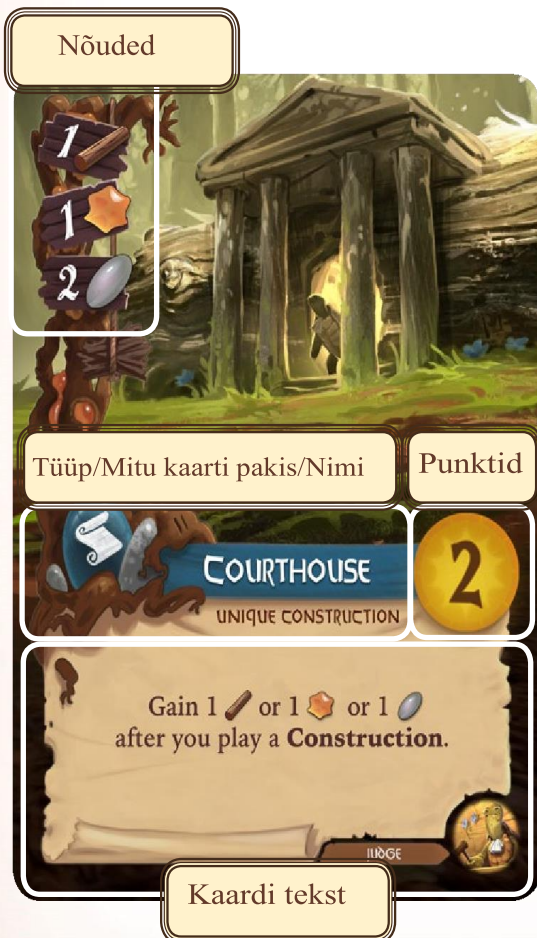 Nõuded
1
1
2
Tüüp/Mitu kaarti pakis/Nimi
Punktid
COURTHOUSE
2
UNIQUE CONSTRUCTION
Gain 1 or 1 or 1
after you play a Construction.
JUDGE
Kaardi tekst